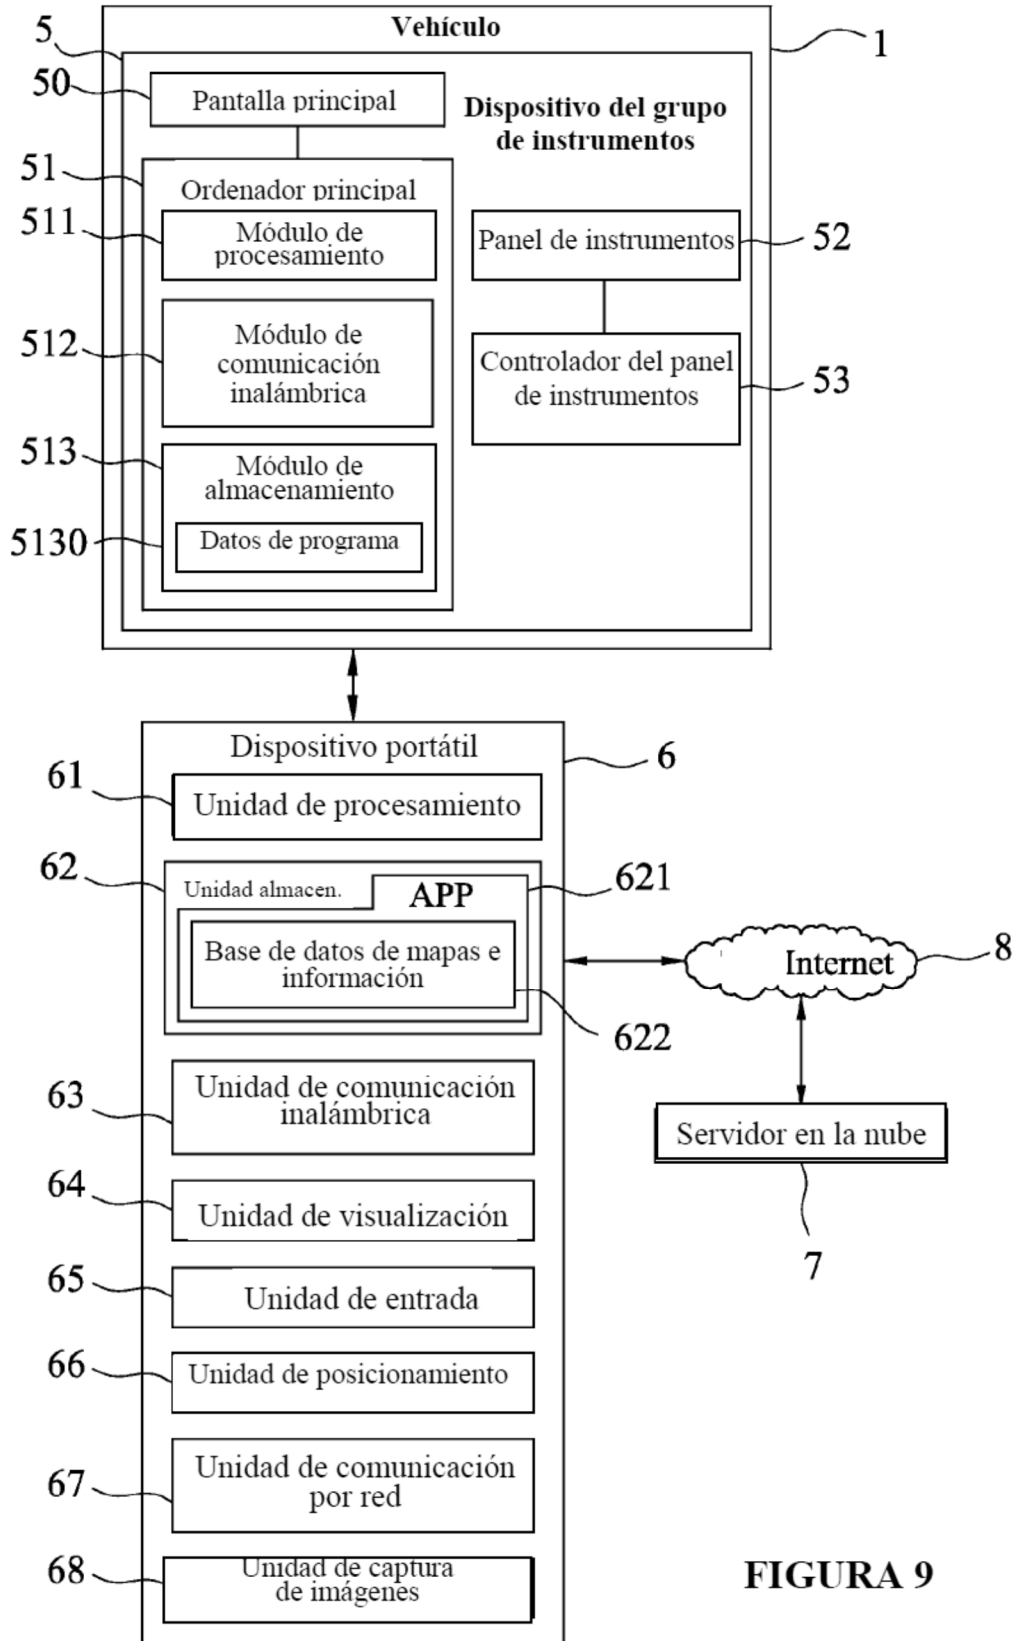 Vehículo
5
1
50
Pantalla principal
Dispositivo del grupo
de instrumentos
51
Ordenador principal
511
Módulo de
procesamiento
Panel de instrumentos
52
512
Módulo de
comunicación
inalámbrica
Controlador del panel
de instrumentos
53
513
Módulo de
almacenamiento
5130
Datos de programa
Dispositivo portátil
6
61
Unidad de procesamiento
62
Unidad almacen.
APP
621
Base de datos de mapas e
información
622
Internet
8
63
Unidad de comunicación
inalámbrica
Servidor en la nube
7
64
Unidad de visualización
65
Unidad de entrada
66
Unidad de posicionamiento
67
Unidad de comunicación
por red
68
Unidad de captura
de imágenes
FIGURA 9